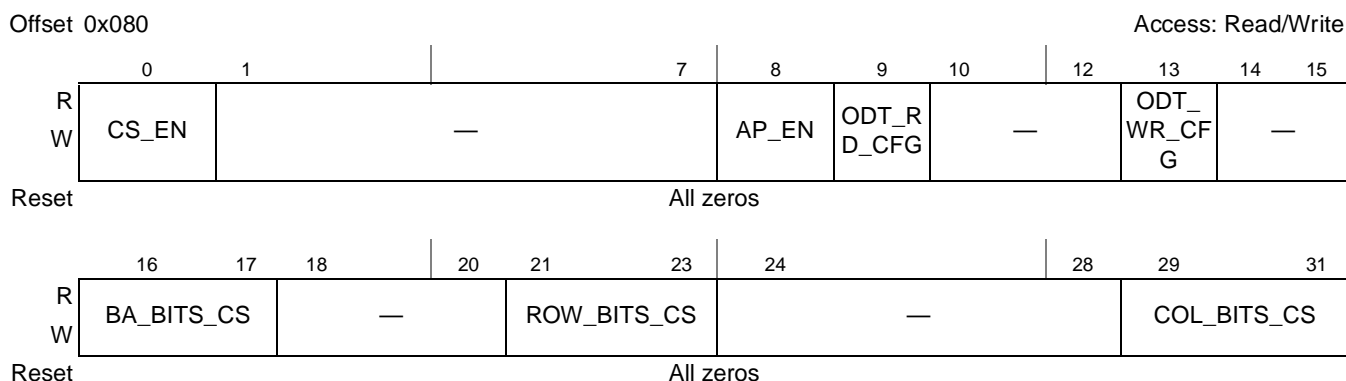 Offset 0x080 Access: Read/Write
0 1 7 8 9 10 12 13 14 15
R
W
CS_EN — AP_EN ODT_R
D_CFG — ODT_
WR_CF
G —
Reset All zeros
16 17 18 20 21 23 24 28 29 31
R
W
BA_BITS_CS — ROW_BITS_CS — COL_BITS_CS
Reset All zeros